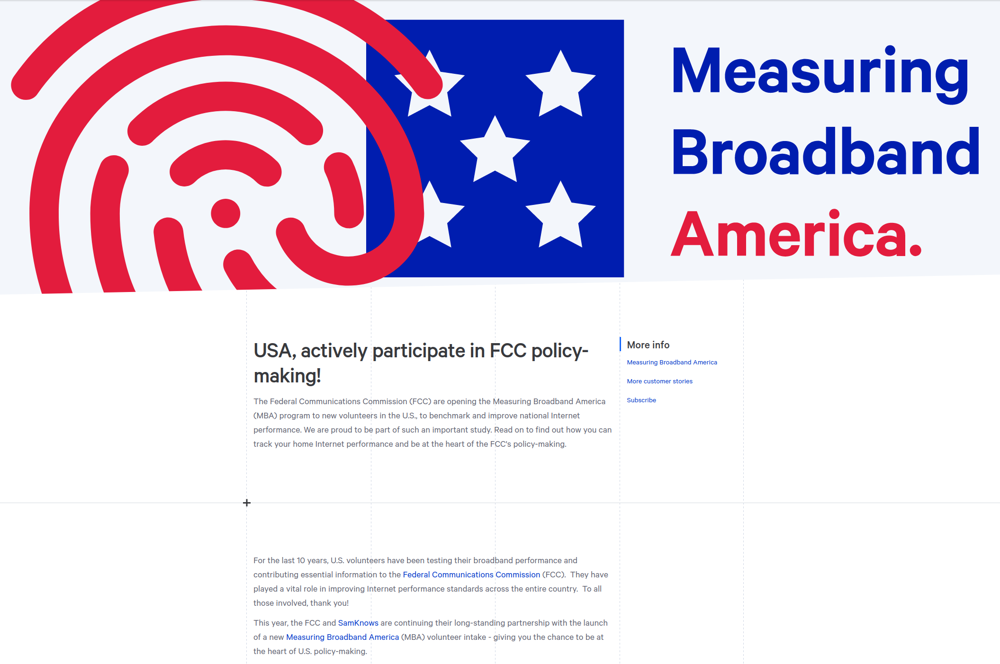 Measuring
Broadband
America.
USA, actively participate in FCC policy-
making!
The Federal Communications Commission (FCC) are opening the Measuring Broadband America
(MBA) program to new volunteers in the U.S., to benchmark and improve national Internet
performance. We are proud to be part of such an important study. Read on to find out how you can
track your home Internet performance and be at the heart of the FCC's policy-making.
More info
Measuring Broadband America
More customer stories
Subscribe
For the last 10 years, U.S. volunteers have been testing their broadband performance and
contributing essential information to the Federal Communications Commission (FCC).  They have
played a vital role in improving Internet performance standards across the entire country.  To all
those involved, thank you!
This year, the FCC and SamKnows are continuing their long-standing partnership with the launch
of a new Measuring Broadband America (MBA) volunteer intake - giving you the chance to be at
the heart of U.S. policy-making.